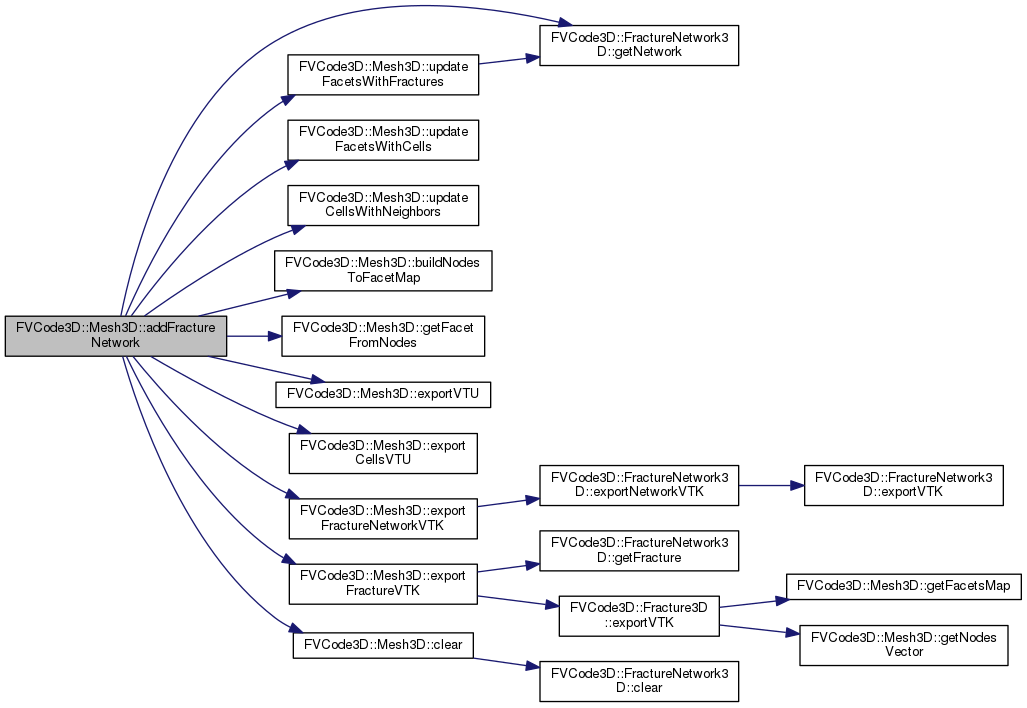 FVCode3D::FractureNetwork3
D::getNetwork
FVCode3D::Mesh3D::update
FacetsWithFractures
FVCode3D::Mesh3D::update
FacetsWithCells
FVCode3D::Mesh3D::update
CellsWithNeighbors
FVCode3D::Mesh3D::buildNodes
ToFacetMap
FVCode3D::Mesh3D::addFracture
Network
FVCode3D::Mesh3D::getFacet
FromNodes
FVCode3D::Mesh3D::exportVTU
FVCode3D::Mesh3D::export
CellsVTU
FVCode3D::Mesh3D::export
FractureNetworkVTK
FVCode3D::FractureNetwork3
D::exportNetworkVTK
FVCode3D::FractureNetwork3
D::exportVTK
FVCode3D::Mesh3D::export
FractureVTK
FVCode3D::FractureNetwork3
D::getFracture
FVCode3D::Fracture3D
::exportVTK
FVCode3D::Mesh3D::getFacetsMap
FVCode3D::Mesh3D::getNodes
Vector
FVCode3D::Mesh3D::clear
FVCode3D::FractureNetwork3
D::clear